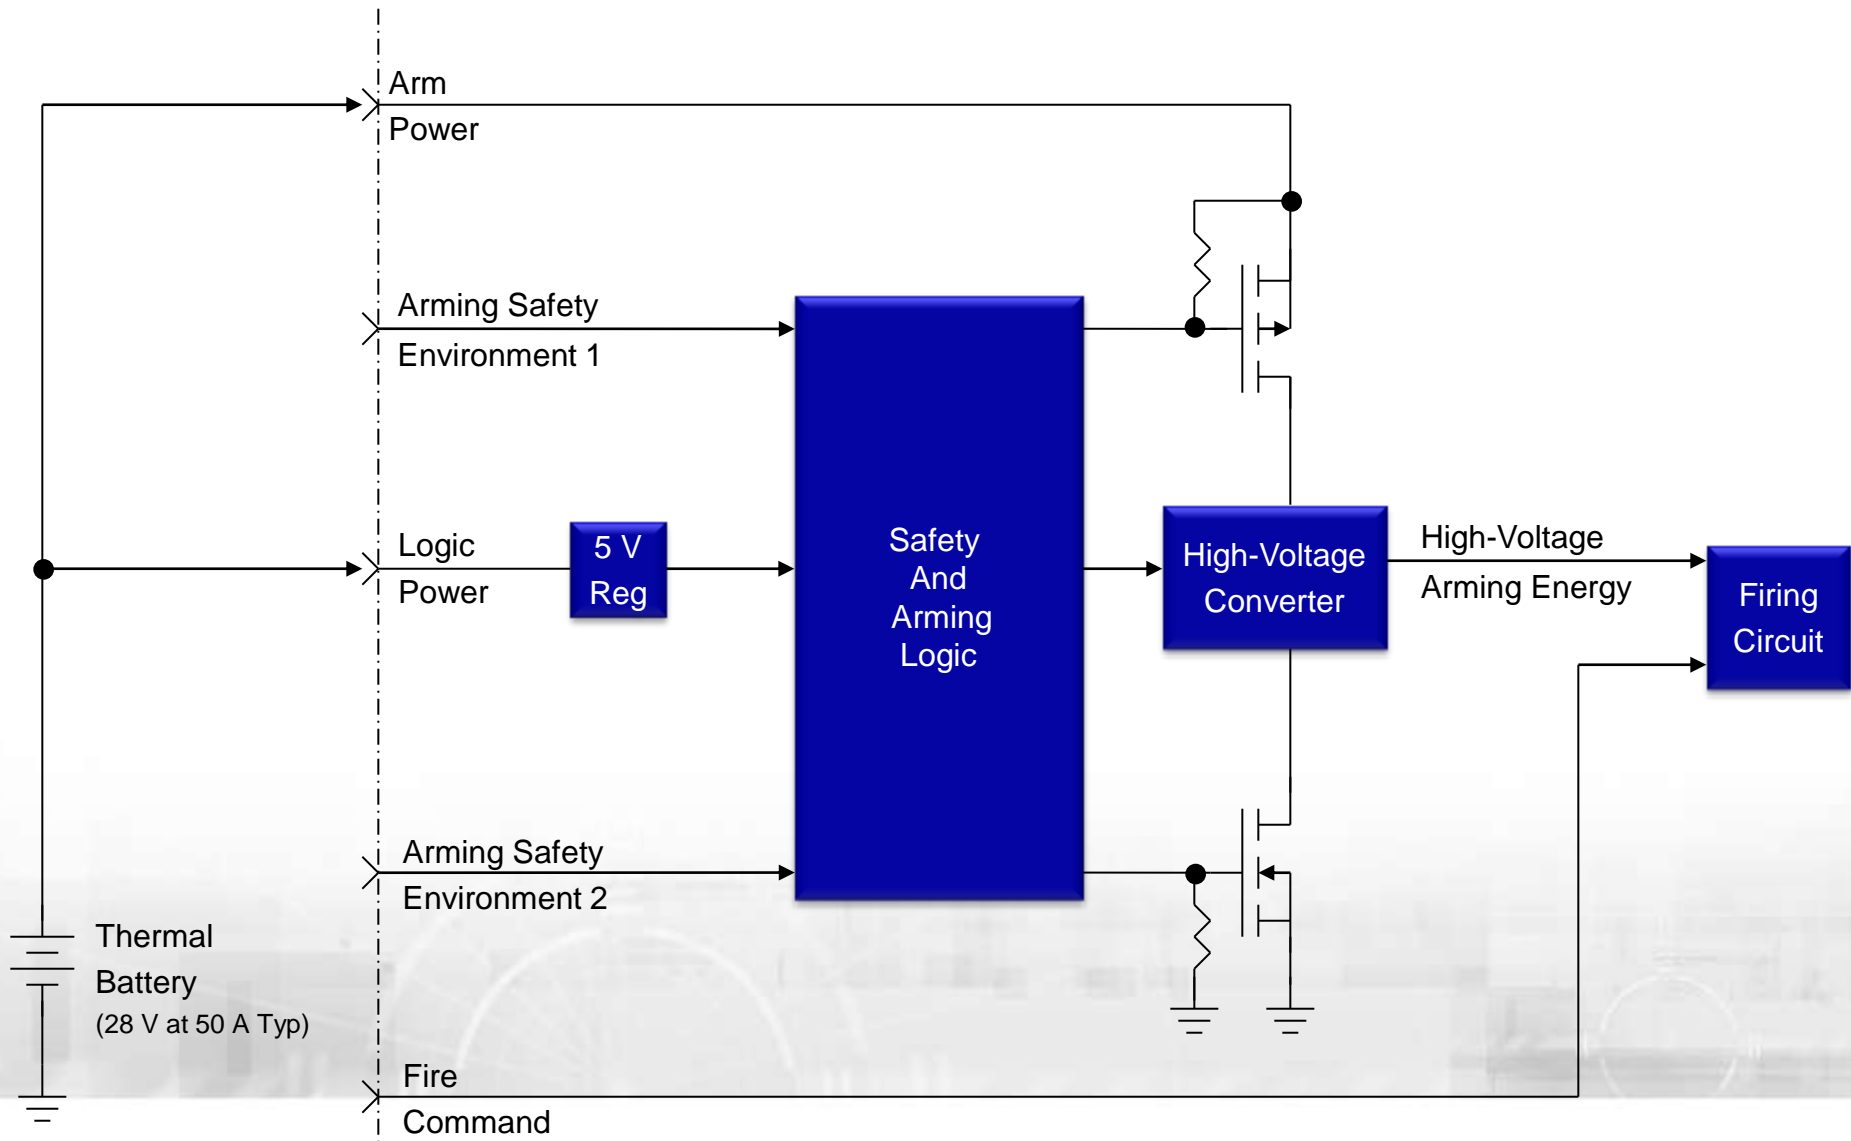 Arm
Power
Arming Safety
Environment 1
Logic
Power
5 V
Reg
Safety
And
Arming
Logic
High-Voltage
Converter
High-Voltage
Arming Energy
Firing
Circuit
Arming Safety
Environment 2
Thermal
Battery
(28 V at 50 A Typ)
Fire
Command